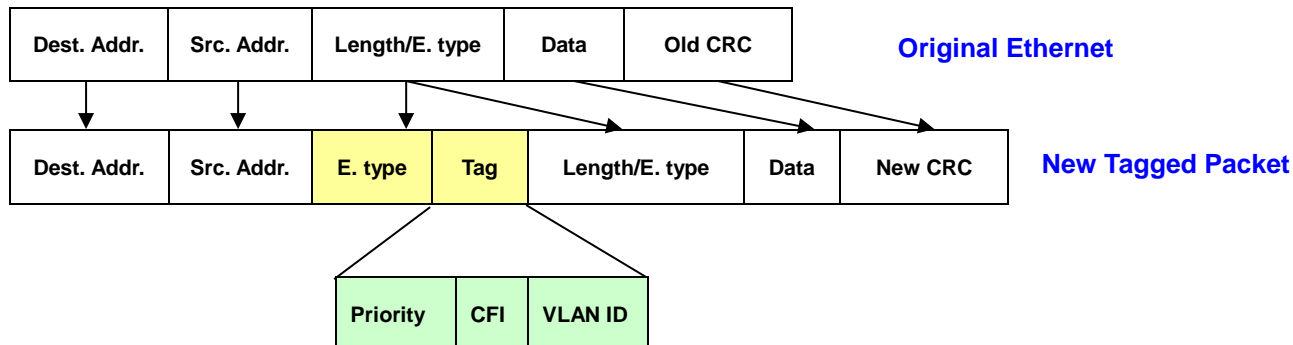 Dest. Addr. Src. Addr. Length/E. type Data Old CRC Original Ethernet
Dest. Addr. Src. Addr. E. type Tag Length/E. type Data New CRC New Tagged Packet
Priority CFI VLAN ID